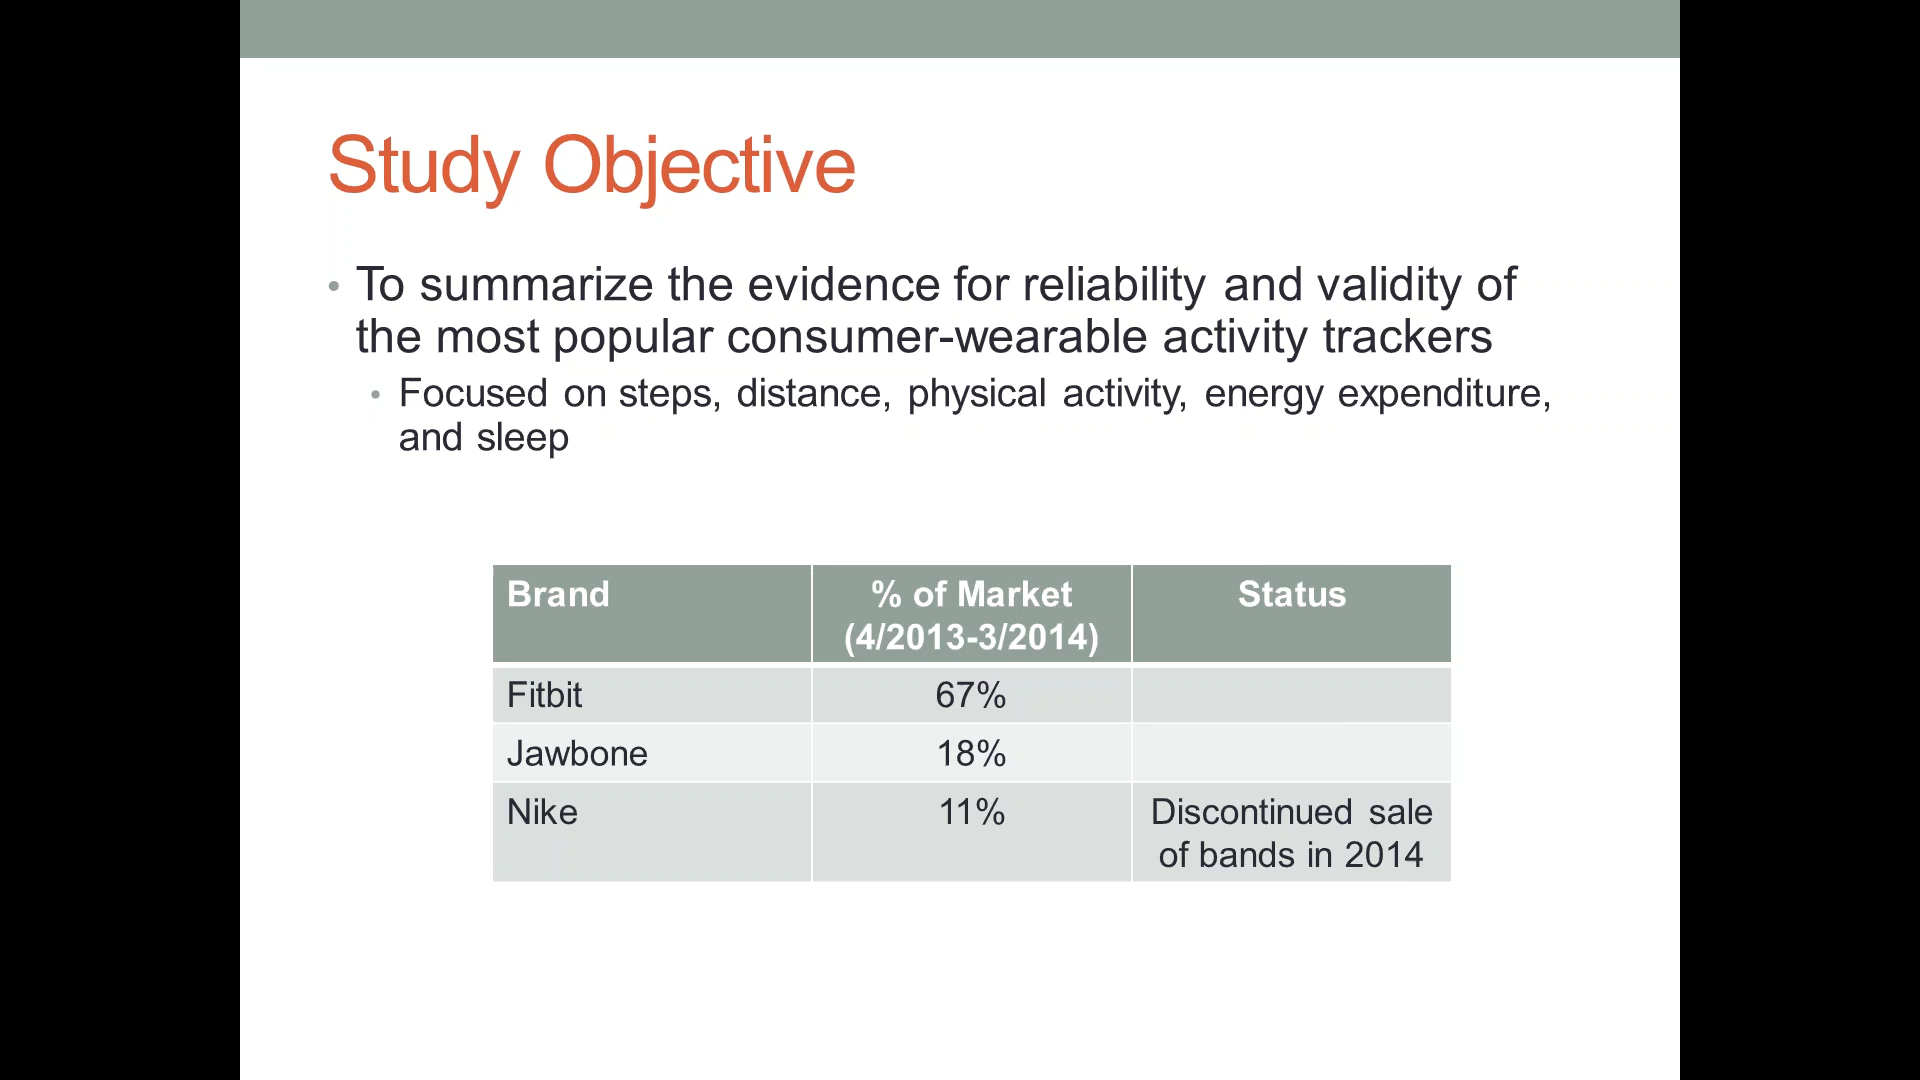 Study Objective
• To summarize the evidence for reliability and validity of
the most popular consumer-wearable activity trackers
• Focused on steps, distance, physical activity, energy expenditure,
and sleep
Brand % of Market Status
(4/2013-3/2014)
Fitbit 67%
Jawbone 18%
Nike 11% Discontinued sale
of bands in 2014